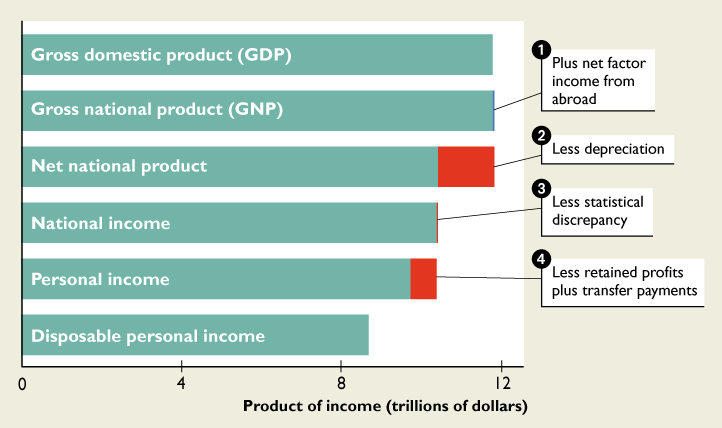 Gross domestic product (GDP)
Gross national product (GNP)
Net national product
National income
Personal income
Disposable personal income
1
Plus net factor
income from
abroad
2
Less depreciation
3
Less statistical
discrepancy
4
Less retained profits
plus transfer payments
0 4 8 12
Product of income (trillions of dollars)